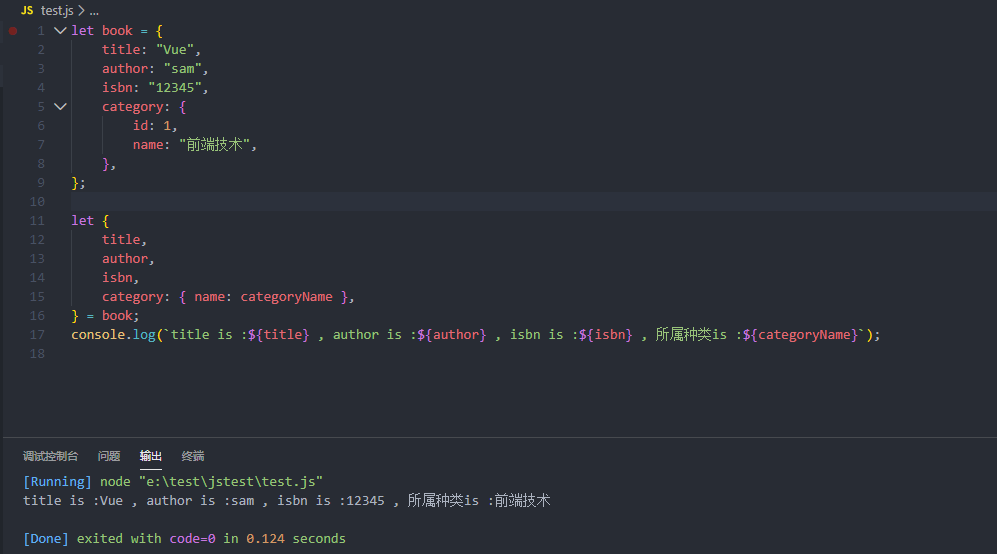 JS test.js > ...
1 let book = {
2 title: "Vue",
3 author: "sam",
4 isbn: "12345",
5 category: {
6 id: 1,
7 name: "前端技术",
8 },
9 };
10
11 let {
12 title,
13 author,
14 isbn,
15 category: { name: categoryName },
16 } = book;
17 console.log(`title is :${title} , author is :${author} , isbn is :${isbn} , 所属种类is :${categoryName}`);
18
调试控制台 问题 输出 终端
[Running] node "e:\test\jstest\test.js"
title is :Vue , author is :sam , isbn is :12345 , 所属种类is :前端技术
[Done] exited with code=0 in 0.124 seconds